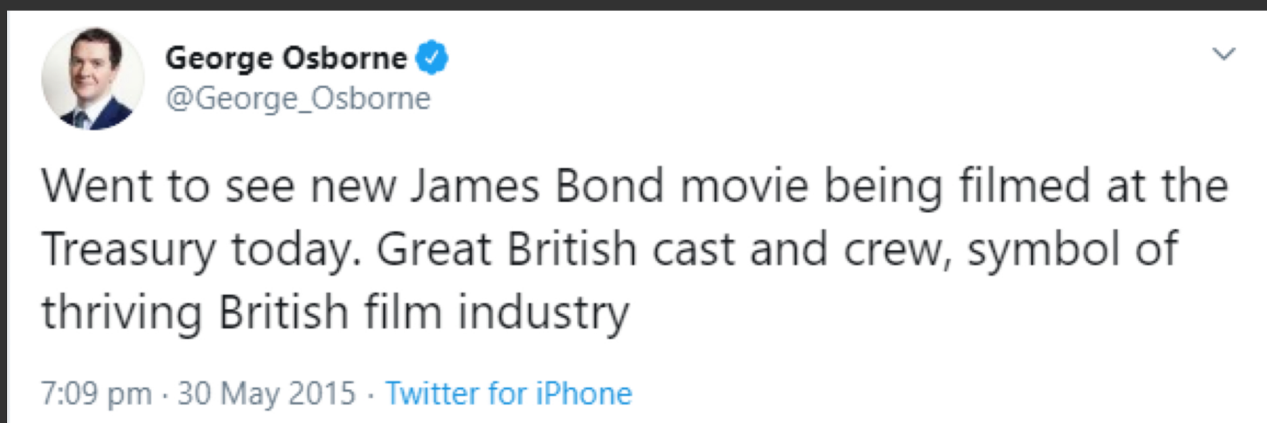 George Osborne
@George_Osborne
Went to see new James Bond movie being filmed at the
Treasury today. Great British cast and crew, symbol of
thriving British film industry
7:09 pm · 30 May 2015 · Twitter for iPhone